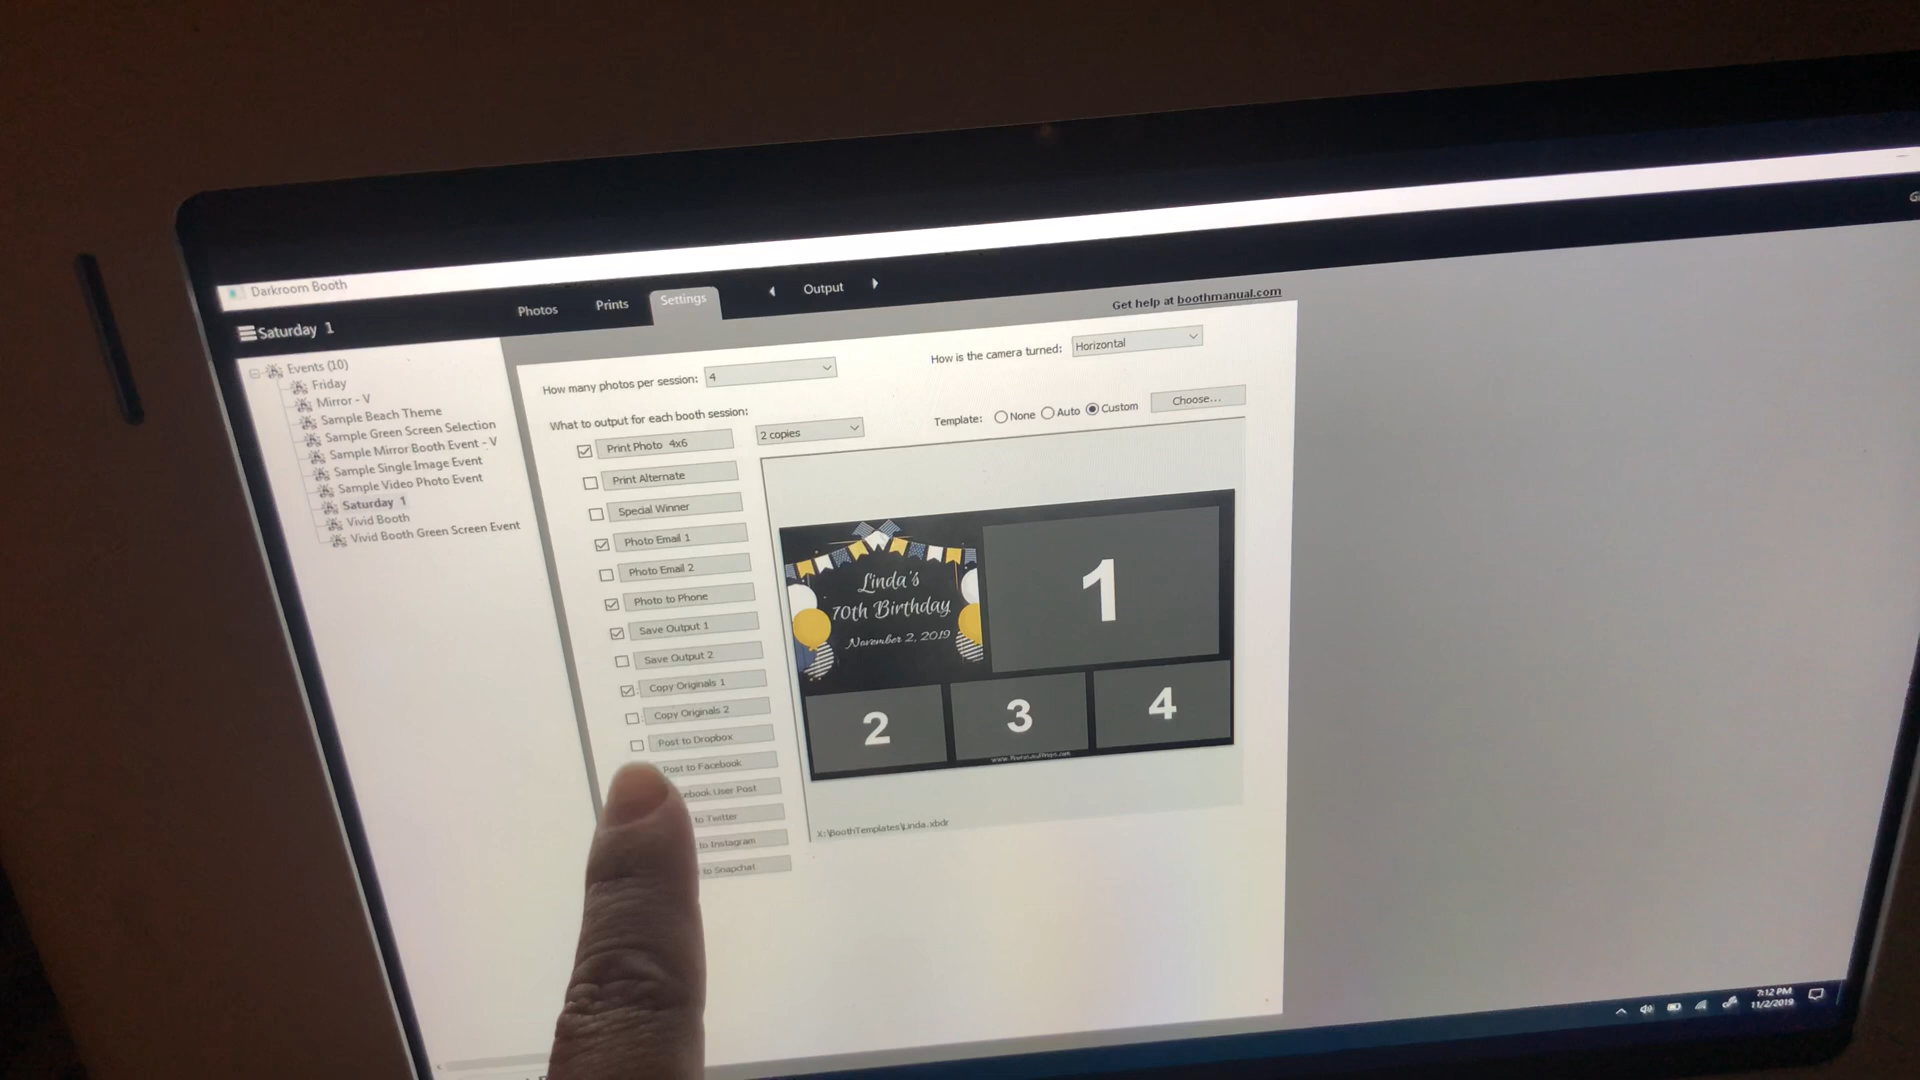 Darkroom Booth
Saturday 1
Photos
Prints
Settings
Output
Get help at boothmanual.com
Events (10)
Friday
Mirror - V
Sample Beach Theme
Sample Green Screen Selection
Sample Mirror Booth Event - V
Sample Single Image Event
Sample Video Photo Event
Saturday 1
Vivid Booth
Vivid Booth Green Screen Event
How many photos per session: 4
How is the camera turned: Horizontal
What to output for each booth session:
Template: None Auto Custom Choose...
Print Photo 4x6 2 copies
Print Alternate
Special Winner
Photo Email 1
Photo Email 2
Photo to Phone
Save Output 1
Save Output 2
Copy Originals 1
Copy Originals 2
Post to Dropbox
Post to Facebook
User Post
to Twitter
to Instagram
to Snapchat
Linda's
70th Birthday
November 2, 2019
1
2 3 4
X:\BoothTemplates\Linda.xbdr
7:12 PM
11/2/2019